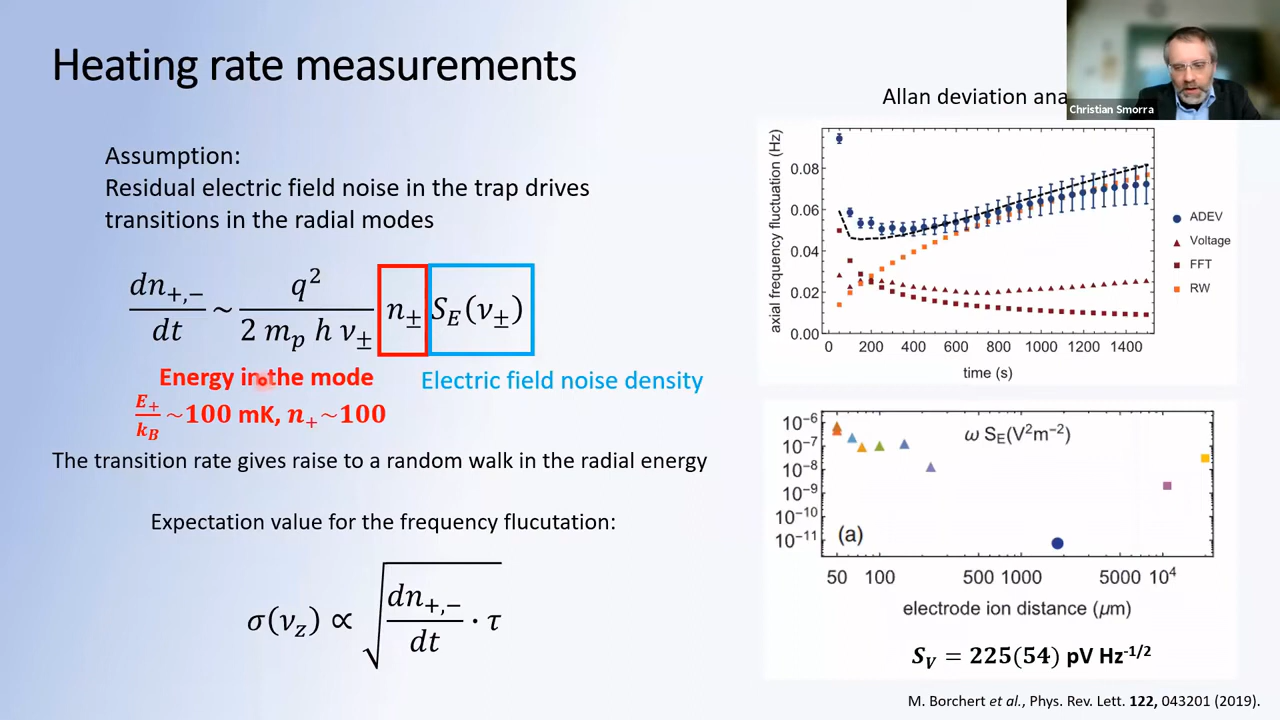 Heating rate measurements
Christian Smorra
Assumption:
Residual electric field noise in the trap drives
transitions in the radial modes
dn₊,₋/dt ~ q²/(2 mₚ h ν±) n± S_E(ν±)
Energy in the mode
Electric field noise density
E₊/k_B ~100 mK, n₊~100
The transition rate gives raise to a random walk in the radial energy
Expectation value for the frequency flucutation:
σ(ν_z) ∝ √(dn₊,₋/dt · τ)
Allan deviation ana
axial frequency fluctuation (Hz)
0.08
0.06
0.04
0.02
0.00
0 200 400 600 800 1000 1200 1400
time (s)
ADEV
Voltage
FFT
RW
ω S_E(V²m⁻²)
10⁻⁶
10⁻⁷
10⁻⁸
10⁻⁹
10⁻¹⁰
10⁻¹¹
(a)
50 100 500 1000 5000 10⁴
electrode ion distance (μm)
S_V = 225(54) pV Hz⁻¹/²
M. Borchert et al., Phys. Rev. Lett. 122, 043201 (2019).